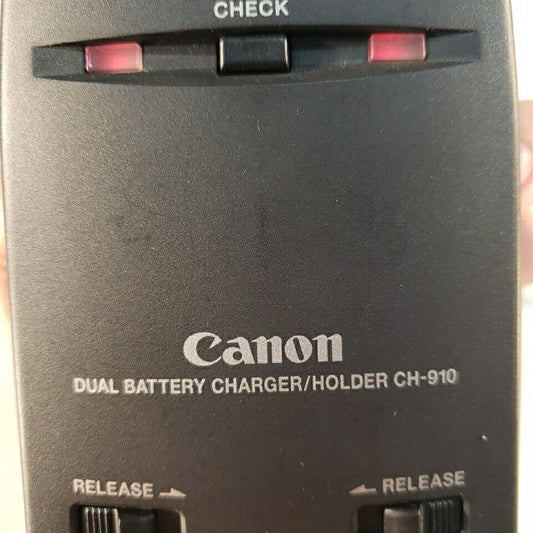 CHECK
Canon
DUAL BATTERY CHARGER/HOLDER CH-910
RELEASE
RELEASE